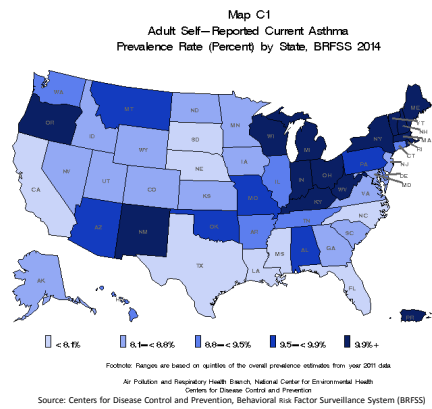 Map C1
Adult Self-Reported Current Asthma
Prevalence Rate (Percent) by State, BRFSS 2014
WA
MT
ND
MN
ME
OR
ID
WY
SD
WI
MI
NY
VT
NH
MA
RI
CT
NJ
DE
MD
CA
NV
UT
CO
NE
KS
IA
MO
IL
IN
OH
PA
WV
KY
VA
NC
AZ
NM
OK
AR
MS
AL
GA
SC
TX
LA
FL
AK
<8.1%
8.1-<8.8%
8.8-<9.5%
9.5-<9.9%
9.9%+
Footnote: Ranges are based on quintiles of the overall prevalence estimates from year 2011 data.
Air Pollution and Respiratory Health Branch, National Center for Environmental Health
Centers for Disease Control and Prevention
Source: Centers for Disease Control and Prevention, Behavioral Risk Factor Surveillance System (BRFSS)